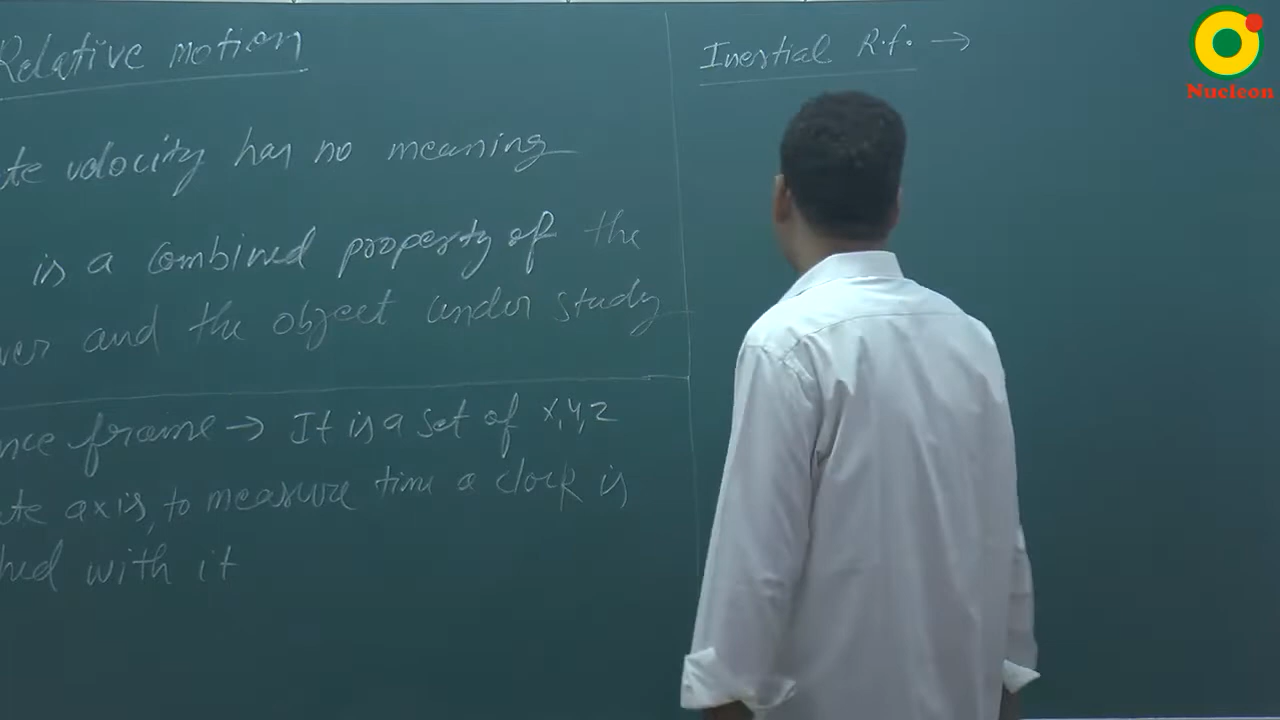 Relative motion
te velocity has no meaning
is a combined property of the
ver and the object under study
nce frame → It is a set of x,y,z
te axis, to measure time a clock is
hed with it
Inertial R.f. →
Nucleon